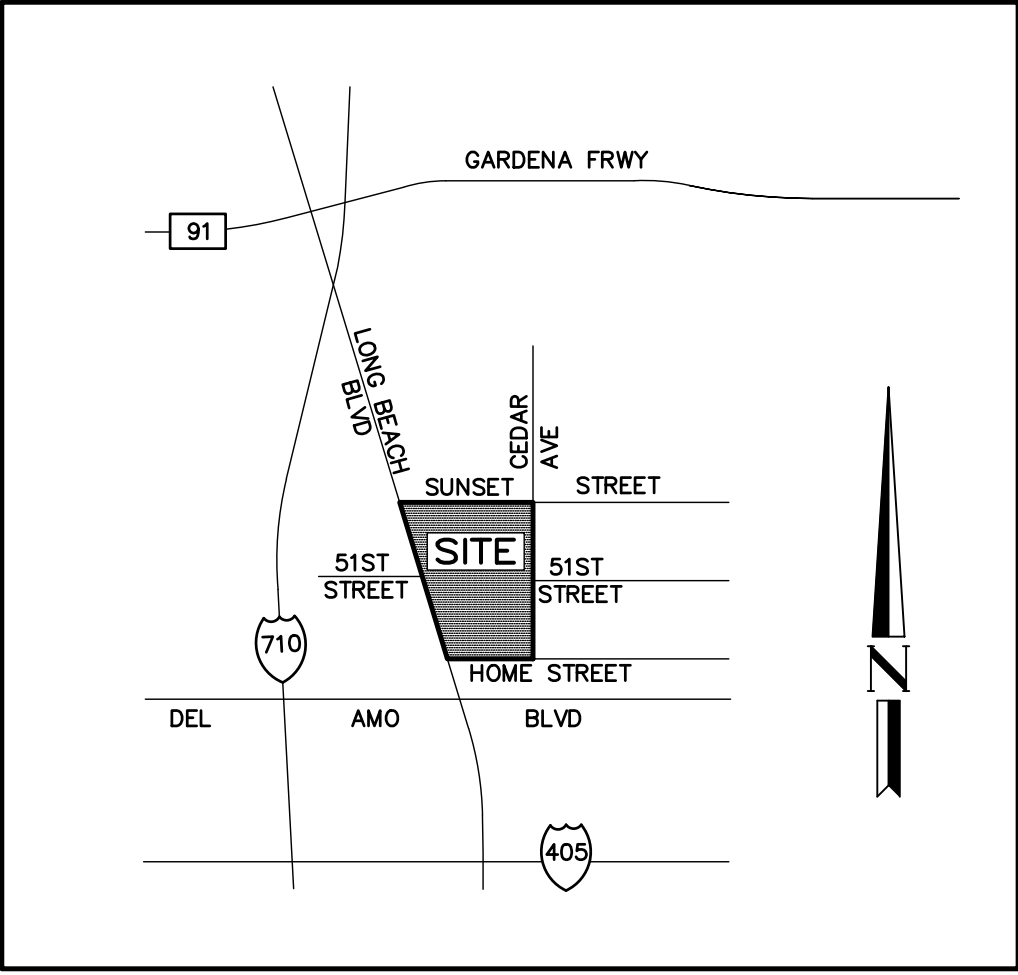 GARDENA FRWY
91
LONG BEACH
BLVD
CEDAR
AVE
SUNSET STREET
SITE
51ST
STREET
51ST
STREET
710
HOME STREET
DEL AMO BLVD
405
N